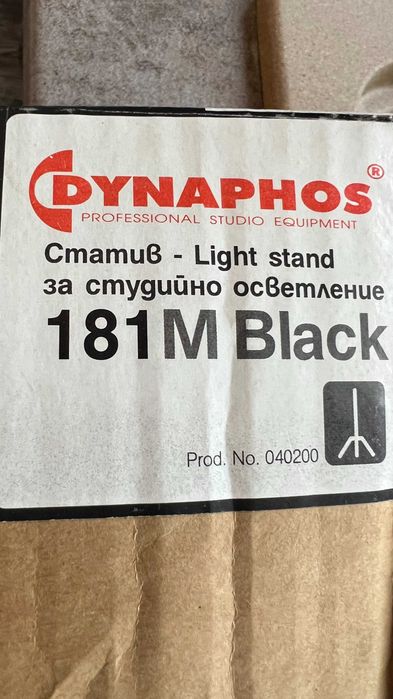 DYNAPHOS®
PROFESSIONAL STUDIO EQUIPMENT
Статив - Light stand
за студийно осветление
181M Black
Prod. No. 040200